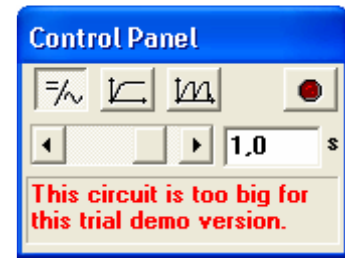 Control Panel
1,0 s
This circuit is too big for
this trial demo version.